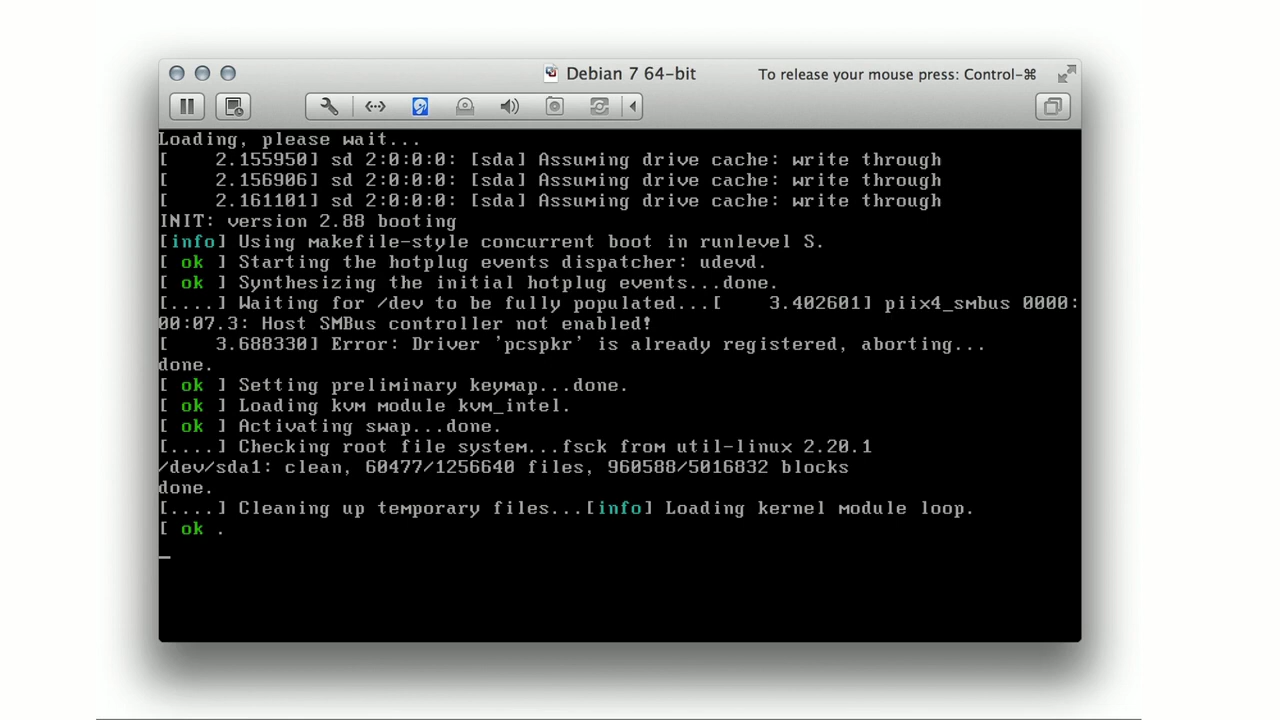 Debian 7 64-bit
To release your mouse press: Control-⌘
Loading, please wait...
[    2.155950] sd 2:0:0:0: [sda] Assuming drive cache: write through
[    2.156906] sd 2:0:0:0: [sda] Assuming drive cache: write through
[    2.161101] sd 2:0:0:0: [sda] Assuming drive cache: write through
INIT: version 2.88 booting
[info] Using makefile-style concurrent boot in runlevel S.
[ ok ] Starting the hotplug events dispatcher: udevd.
[ ok ] Synthesizing the initial hotplug events...done.
[....] Waiting for /dev to be fully populated...[    3.402601] piix4_smbus 0000:
00:07.3: Host SMBus controller not enabled!
[    3.688330] Error: Driver 'pcspkr' is already registered, aborting...
done.
[ ok ] Setting preliminary keymap...done.
[ ok ] Loading kvm module kvm_intel.
[ ok ] Activating swap...done.
[....] Checking root file system...fsck from util-linux 2.20.1
/dev/sda1: clean, 60477/1256640 files, 960588/5016832 blocks
done.
[....] Cleaning up temporary files...[info] Loading kernel module loop.
[ ok .